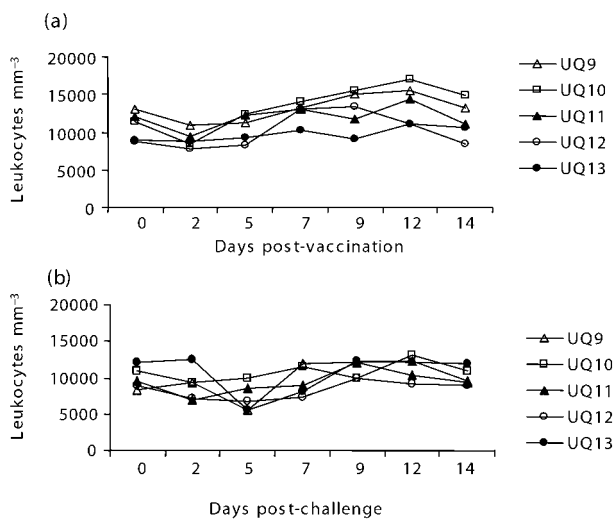 (a)
Leukocytes mm⁻³
20000
15000
10000
5000
0
0 2 5 7 9 12 14
Days post-vaccination
UQ9
UQ10
UQ11
UQ12
UQ13
(b)
Leukocytes mm⁻³
20000
15000
10000
5000
0
0 2 5 7 9 12 14
Days post-challenge
UQ9
UQ10
UQ11
UQ12
UQ13